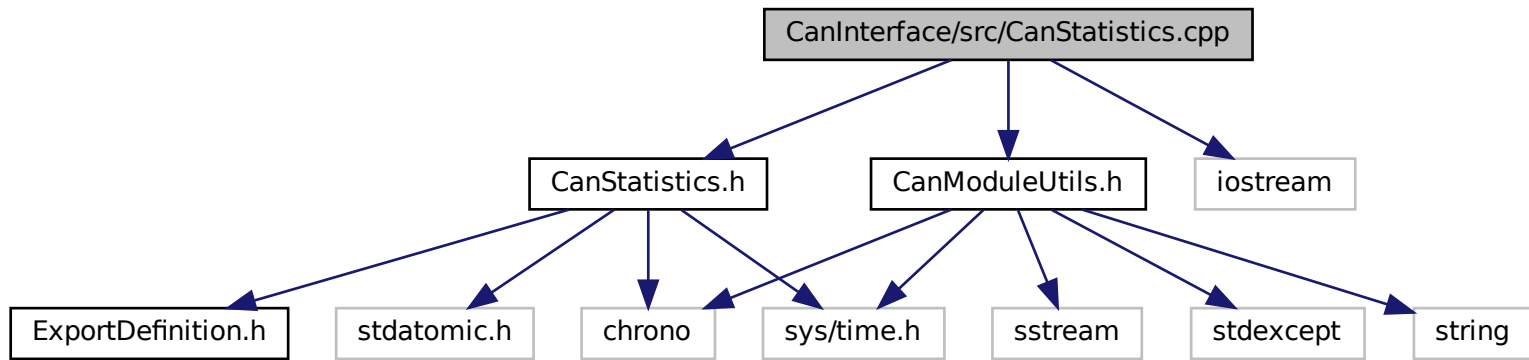 CanInterface/src/CanStatistics.cpp
CanStatistics.h
CanModuleUtils.h
iostream
ExportDefinition.h
stdatomic.h
chrono
sys/time.h
sstream
stdexcept
string